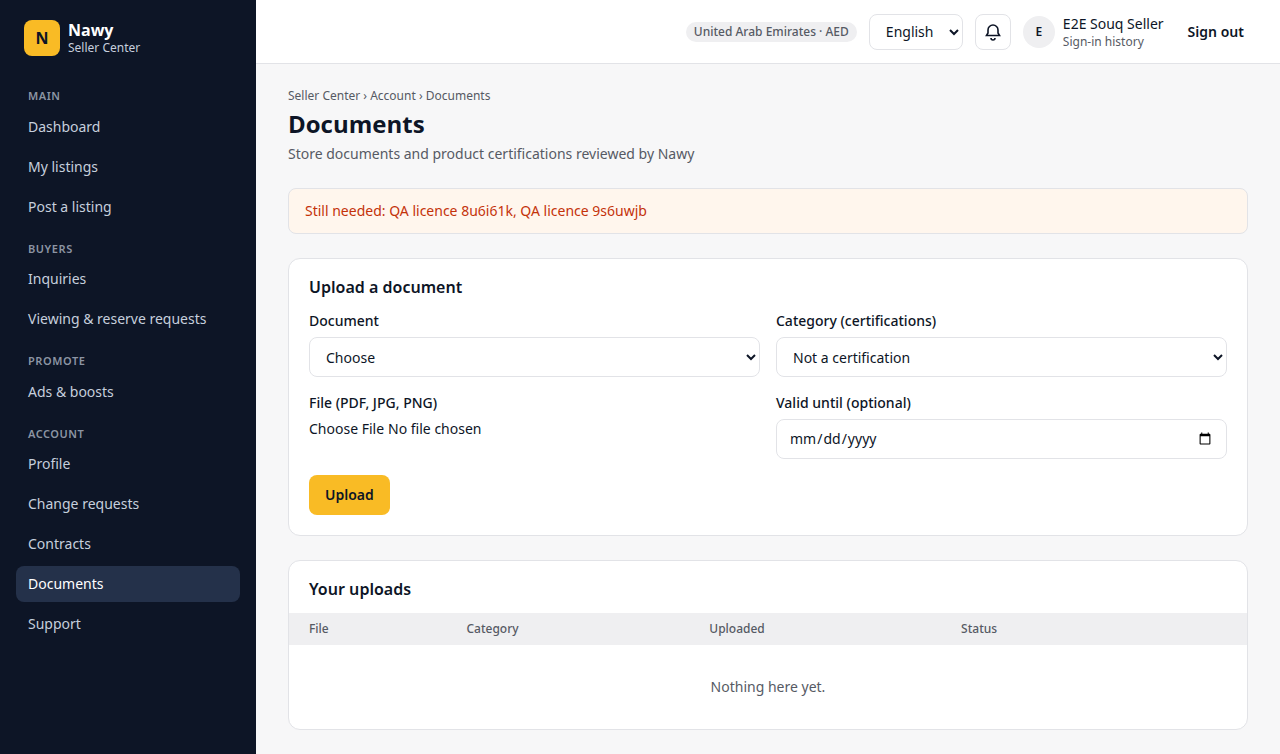 N
Nawy
Seller Center
MAIN
Dashboard
My listings
Post a listing
BUYERS
Inquiries
Viewing & reserve requests
PROMOTE
Ads & boosts
ACCOUNT
Profile
Change requests
Contracts
Documents
Support
United Arab Emirates · AED
English
E
E2E Souq Seller
Sign-in history
Sign out
Seller Center › Account › Documents
Documents
Store documents and product certifications reviewed by Nawy
Still needed: QA licence 8u6i61k, QA licence 9s6uwjb
Upload a document
Document
Choose
Category (certifications)
Not a certification
File (PDF, JPG, PNG)
Choose File No file chosen
Valid until (optional)
mm/dd/yyyy
Upload
Your uploads
File Category Uploaded Status
Nothing here yet.